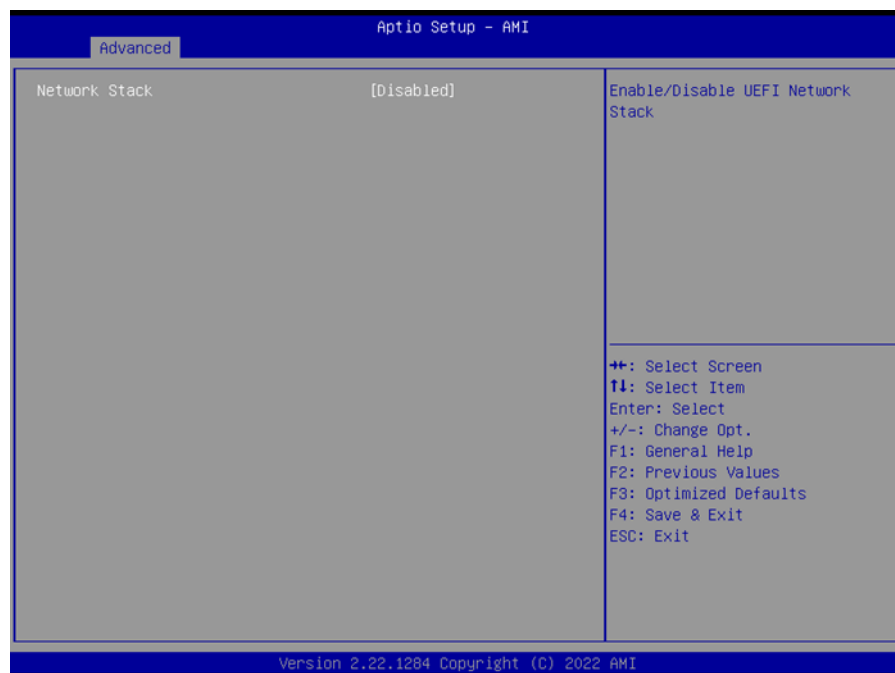 Aptio Setup – AMI
Advanced
Network Stack [Disabled]
Enable/Disable UEFI Network
Stack
→←: Select Screen
↑↓: Select Item
Enter: Select
+/-: Change Opt.
F1: General Help
F2: Previous Values
F3: Optimized Defaults
F4: Save & Exit
ESC: Exit
Version 2.22.1284 Copyright (C) 2022 AMI